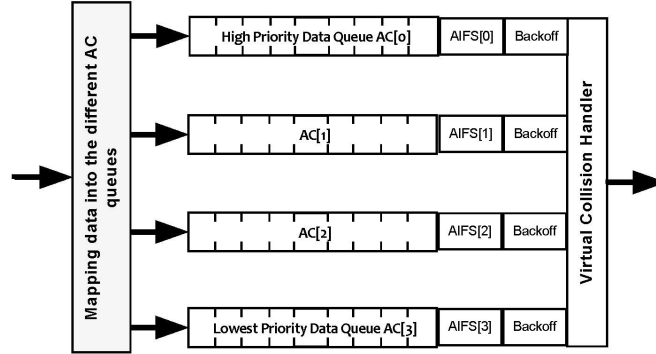 Mapping data into the different AC
queues
High Priority Data Queue AC[0]
AIFS[0]
Backoff
AC[1]
AIFS[1]
Backoff
AC[2]
AIFS[2]
Backoff
Lowest Priority Data Queue AC[3]
AIFS[3]
Backoff
Virtual Collision Handler